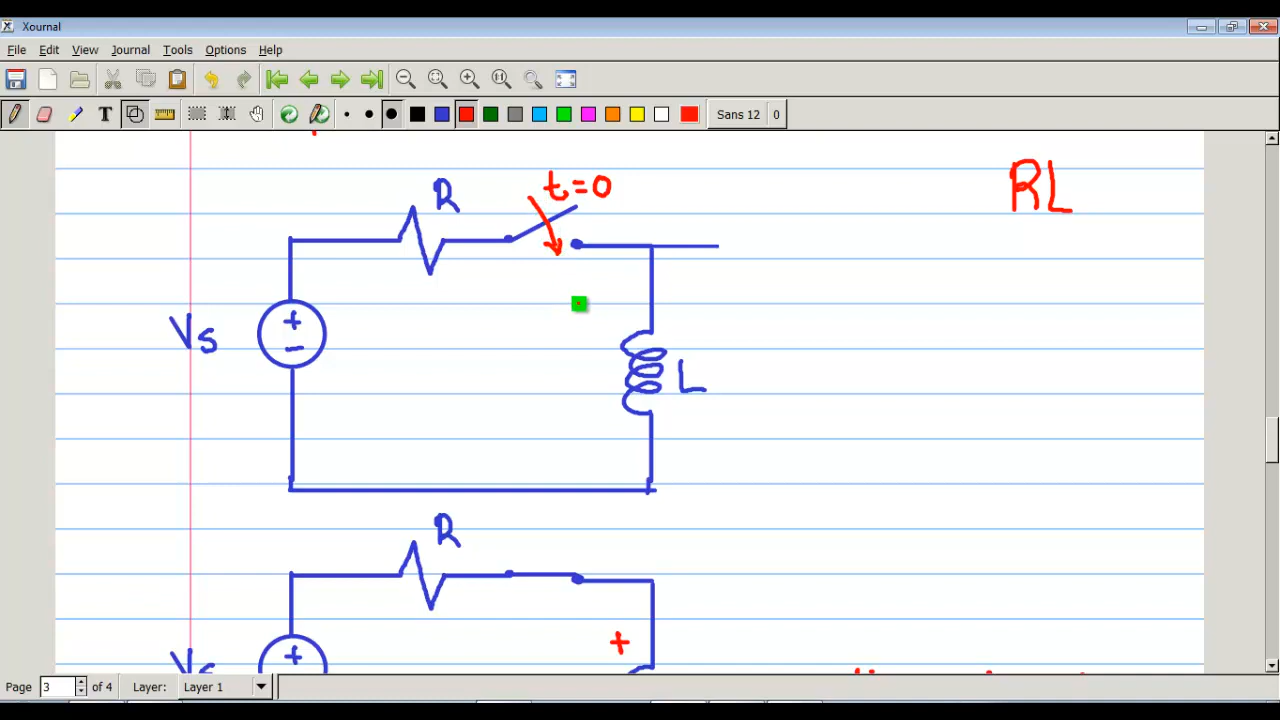 Xournal
File Edit View Journal Tools Options Help
T Sans 12 0
R t=0 RL
+
Vs
−
L
R
+
+
Vs
Page 3 of 4 Layer: Layer 1